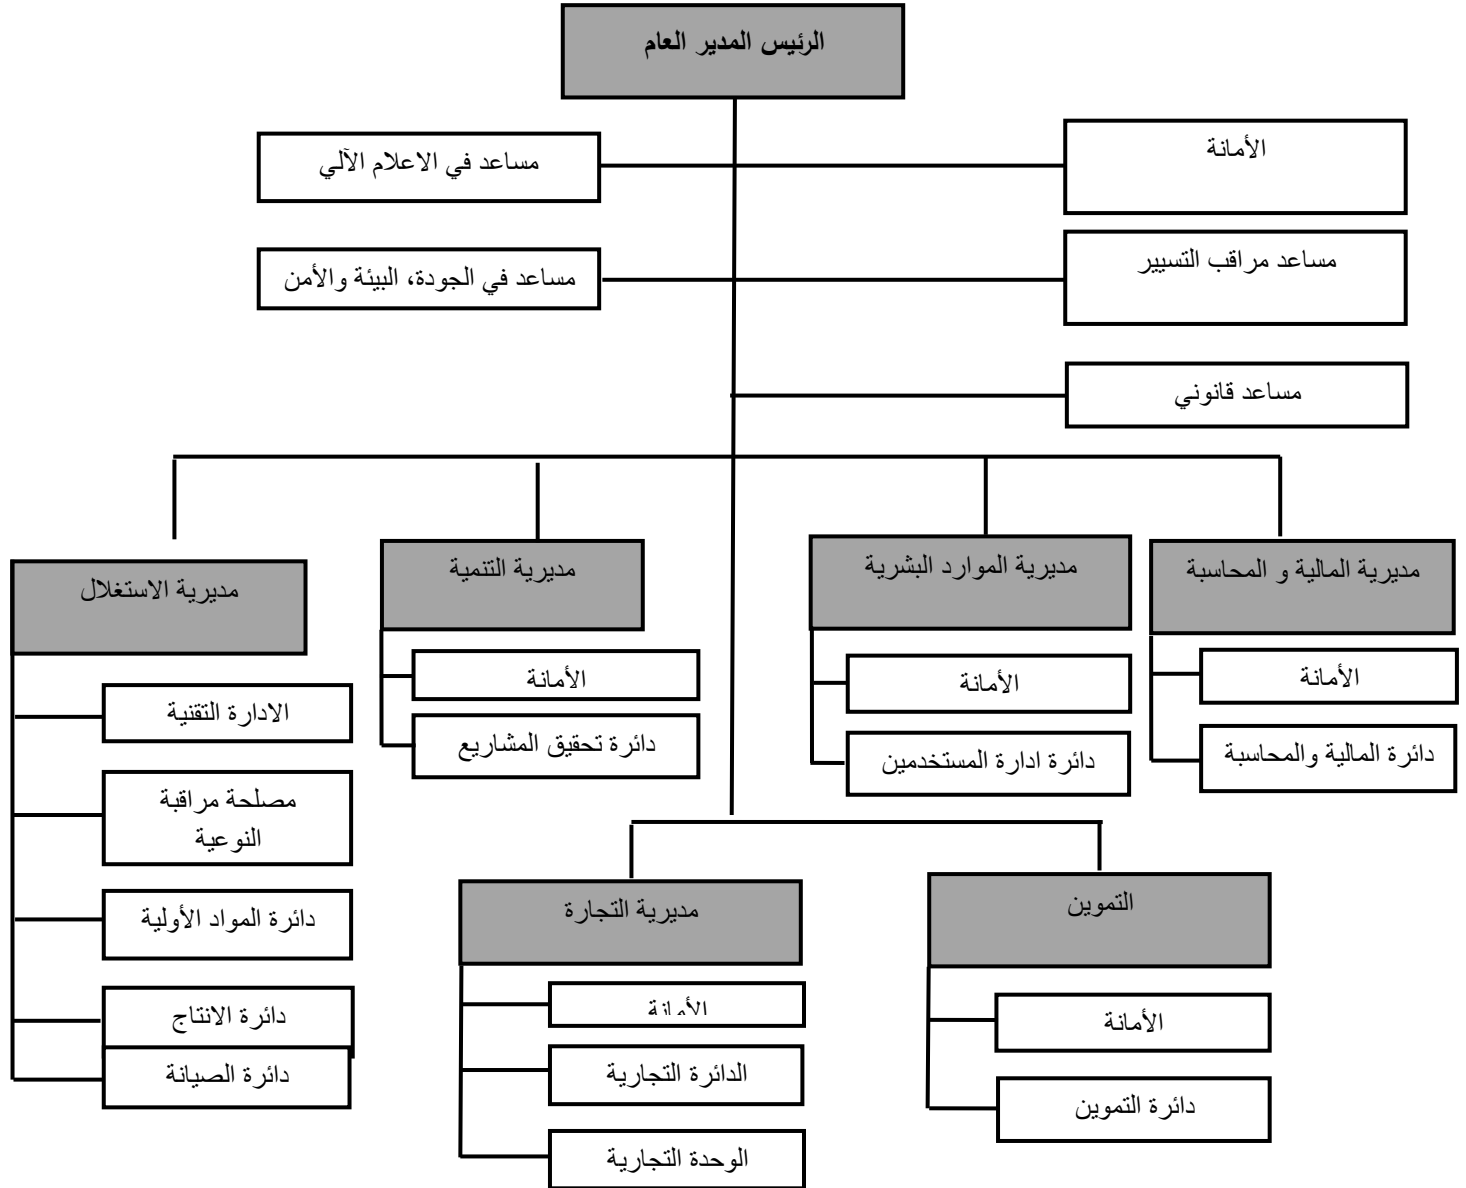 الرئيس المدير العام
الأمانة
مساعد في الاعلام الآلي
مساعد مراقب التسيير
مساعد في الجودة، البيئة والأمن
مساعد قانوني
مديرية المالية و المحاسبة
مديرية الموارد البشرية
مديرية التنمية
مديرية الاستغلال
الأمانة
دائرة المالية والمحاسبة
الأمانة
دائرة ادارة المستخدمين
الأمانة
دائرة تحقيق المشاريع
الادارة التقنية
مصلحة مراقبة
النوعية
دائرة المواد الأولية
دائرة الانتاج
دائرة الصيانة
التموين
الأمانة
دائرة التموين
مديرية التجارة
الأمانة
الدائرة التجارية
الوحدة التجارية